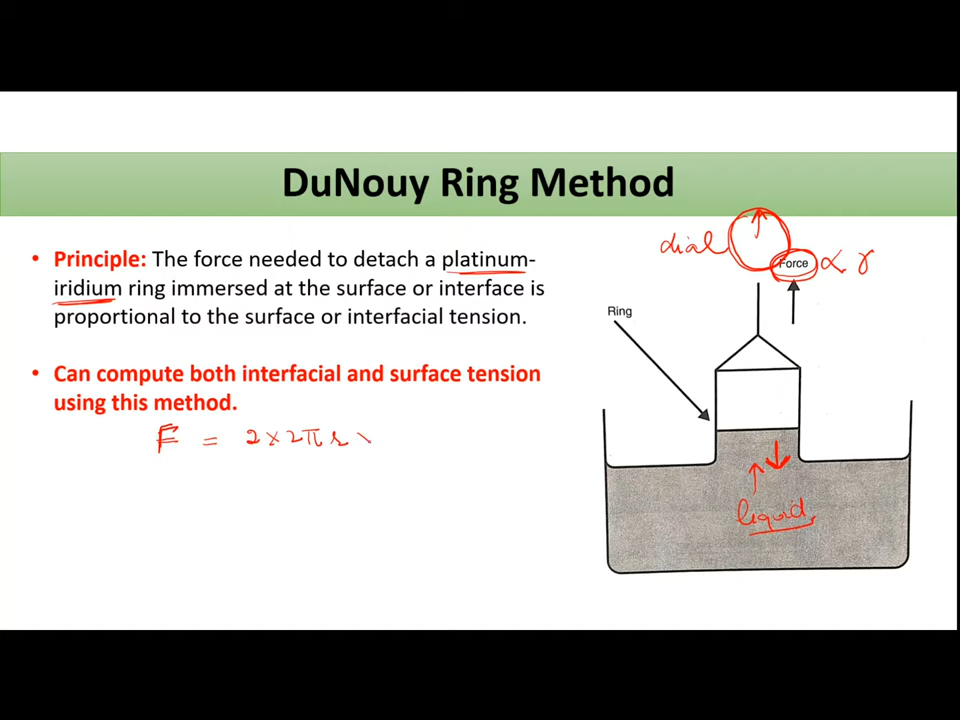 DuNouy Ring Method
• Principle: The force needed to detach a platinum-
iridium ring immersed at the surface or interface is
proportional to the surface or interfacial tension.
• Can compute both interfacial and surface tension
using this method.
F = 2×2πr×
dial
Force ∝ γ
Ring
liquid